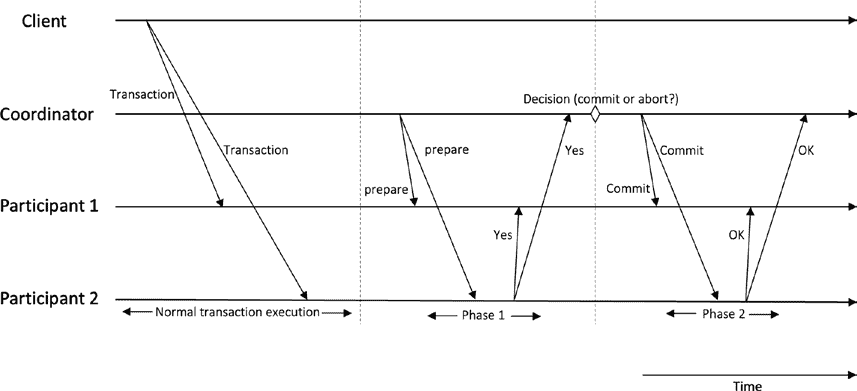 Client
Transaction
Decision (commit or abort?)
Coordinator
Transaction
prepare
Yes
Commit
OK
prepare
Commit
Participant 1
Yes
OK
Participant 2
Normal transaction execution
Phase 1
Phase 2
Time